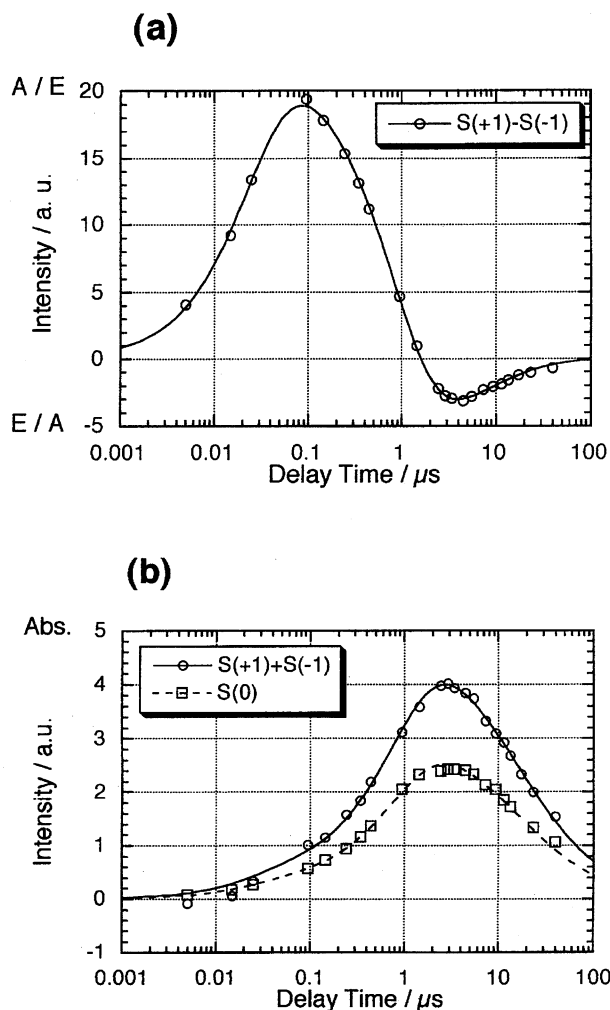 (a)
A / E
20
15
10
5
0
-5
E / A
Intensity / a. u.
S(+1)-S(-1)
0.001 0.01 0.1 1 10 100
Delay Time / μs
(b)
Abs.
5
4
3
2
1
0
-1
Intensity / a.u.
S(+1)+S(-1)
S(0)
0.001 0.01 0.1 1 10 100
Delay Time / μs